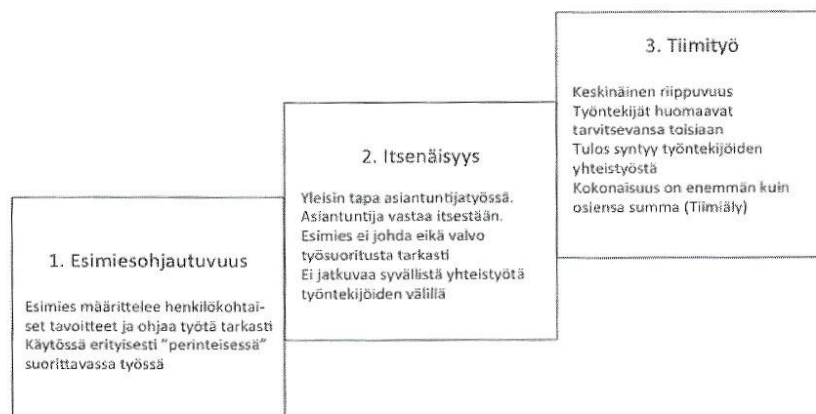 3. Tiimityö
Keskinäinen riippuvuus
Työntekijät huomaavat
tarvitsevansa toisiaan
Tulos syntyy työntekijöiden
yhteistyöstä
Kokonaisuus on enemmän kuin
osiensa summa (Tiimiäly)
2. Itsenäisyys
Yleisin tapa asiantuntijatyössä.
Asiantuntija vastaa itsestään.
Esimies ei johda eikä valvo
työsuoritusta tarkasti
Ei jatkuvaa syvällistä yhteistyötä
työntekijöiden välillä
1. Esimiesohjautuvuus
Esimies määrittelee henkilökohtai-
set tavoitteet ja ohjaa työtä tarkasti
Käytössä erityisesti "perinteisessä"
suorittavassa työssä